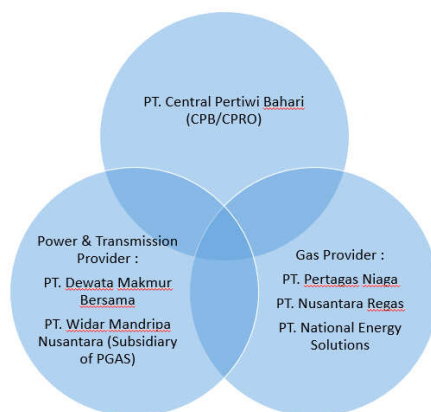 PT. Central Pertiwi Bahari
(CPB/CPRO)
Power & Transmission
Provider :
PT. Dewata Makmur
Bersama
PT. Widar Mandripa
Nusantara (Subsidiary
of PGAS)
Gas Provider :
PT. Pertagas Niaga
PT. Nusantara Regas
PT. National Energy
Solutions